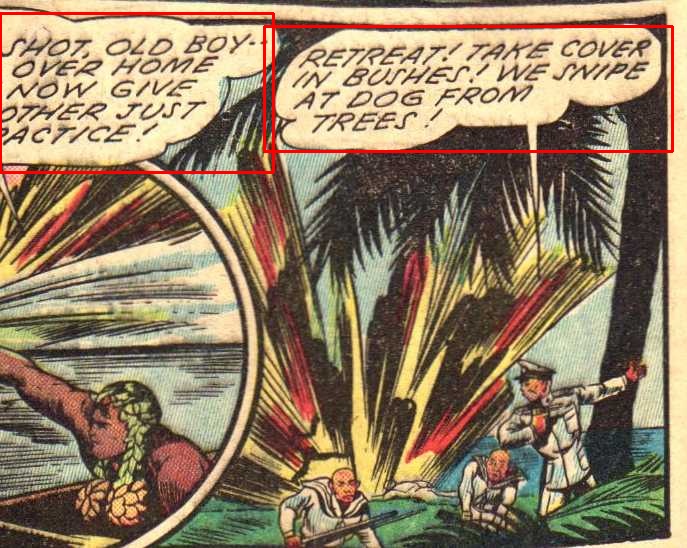 SHOT, OLD BOY--
OVER HOME
NOW GIVE
OTHER JUST
PRACTICE!
RETREAT! TAKE COVER
IN BUSHES! WE SNIPE
AT DOG FROM
TREES!